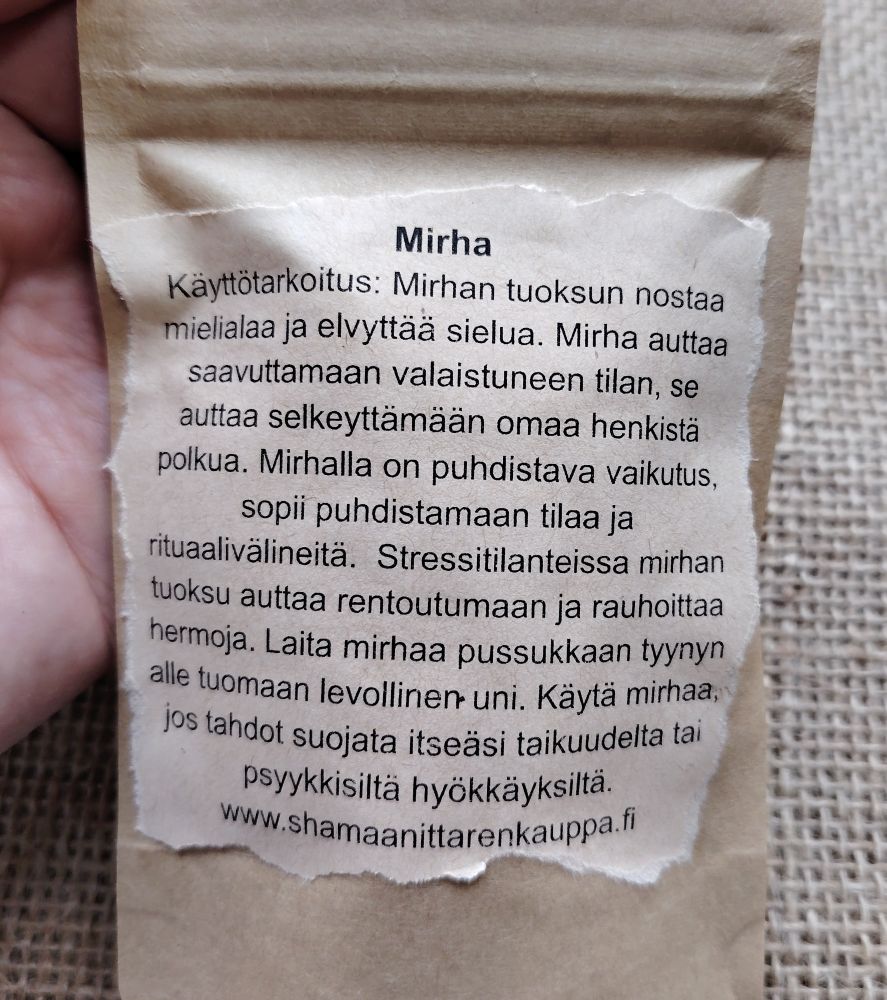 Mirha
Käyttötarkoitus: Mirhan tuoksun nostaa
mielialaa ja elvyttää sielua. Mirha auttaa
saavuttamaan valaistuneen tilan, se
auttaa selkeyttämään omaa henkistä
polkua. Mirhalla on puhdistava vaikutus,
sopii puhdistamaan tilaa ja
rituaalivälineitä. Stressitilanteissa mirhan
tuoksu auttaa rentoutumaan ja rauhoittaa
hermoja. Laita mirhaa pussukkaan tyynyn
alle tuomaan levollinen uni. Käytä mirhaa,
jos tahdot suojata itseäsi taikuudelta tai
psyykkisiltä hyökkäyksiltä.
www.shamaanittarenkauppa.fi